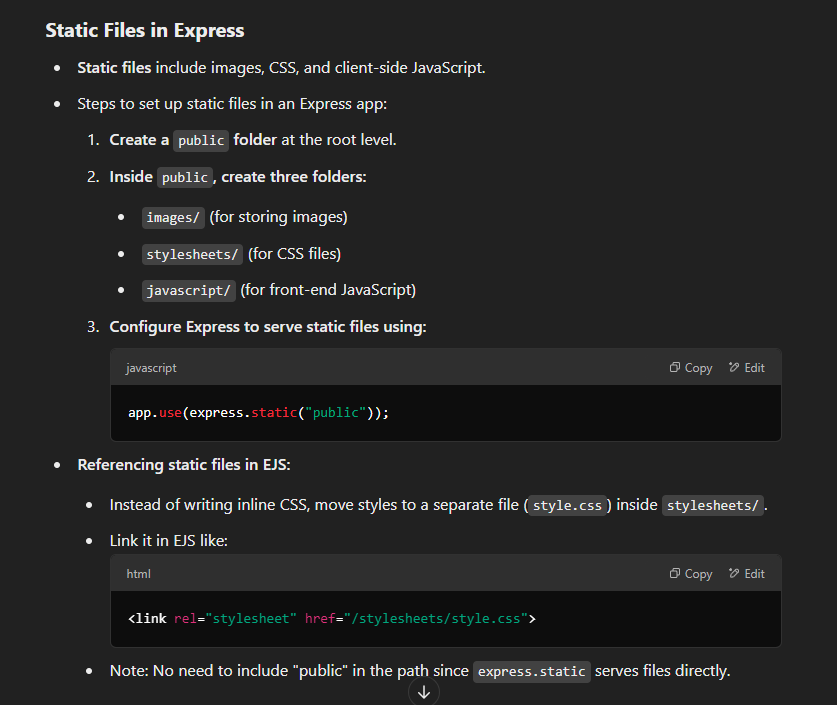 Static Files in Express
• Static files include images, CSS, and client-side JavaScript.
• Steps to set up static files in an Express app:
1. Create a public folder at the root level.
2. Inside public, create three folders:
• images/ (for storing images)
• stylesheets/ (for CSS files)
• javascript/ (for front-end JavaScript)
3. Configure Express to serve static files using:
javascript Copy Edit
app.use(express.static("public"));
• Referencing static files in EJS:
• Instead of writing inline CSS, move styles to a separate file (style.css) inside stylesheets/.
• Link it in EJS like:
html Copy Edit
<link rel="stylesheet" href="/stylesheets/style.css">
• Note: No need to include "public" in the path since express.static serves files directly.